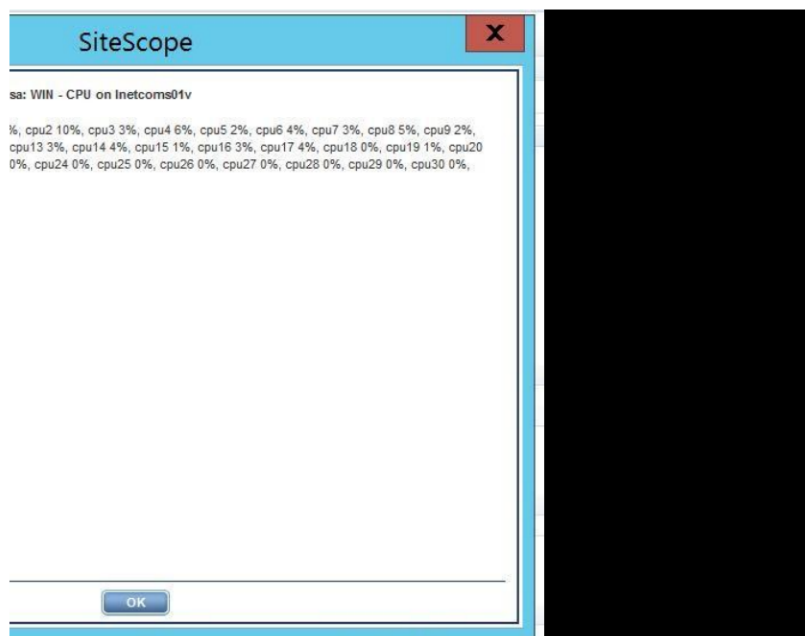 SiteScope
X
sa: WIN - CPU on Inetcoms01v
%, cpu2 10%, cpu3 3%, cpu4 6%, cpu5 2%, cpu6 4%, cpu7 3%, cpu8 5%, cpu9 2%,
cpu13 3%, cpu14 4%, cpu15 1%, cpu16 3%, cpu17 4%, cpu18 0%, cpu19 1%, cpu20
0%, cpu24 0%, cpu25 0%, cpu26 0%, cpu27 0%, cpu28 0%, cpu29 0%, cpu30 0%,
OK